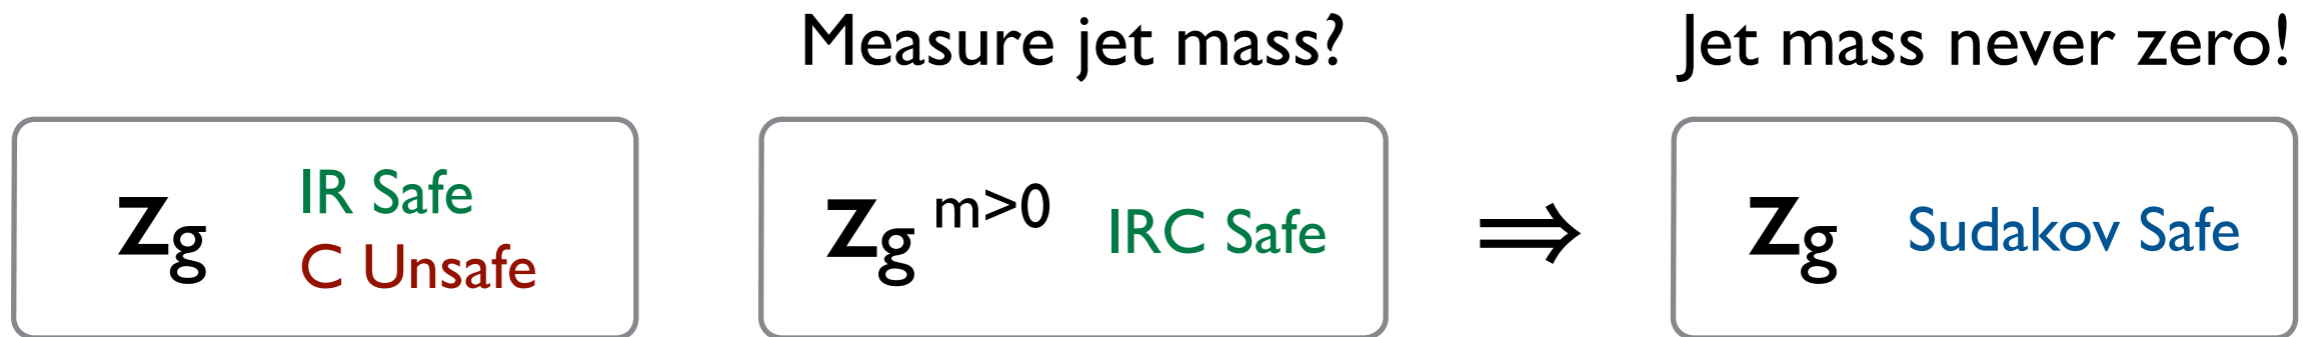 Measure jet mass?
Jet mass never zero!
zg
IR Safe
C Unsafe
zg m>0
IRC Safe
⇒
zg
Sudakov Safe